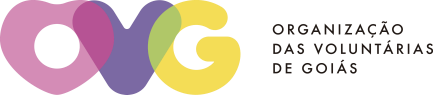 OVG
ORGANIZAÇÃO
DAS VOLUNTÁRIAS
DE GOIÁS